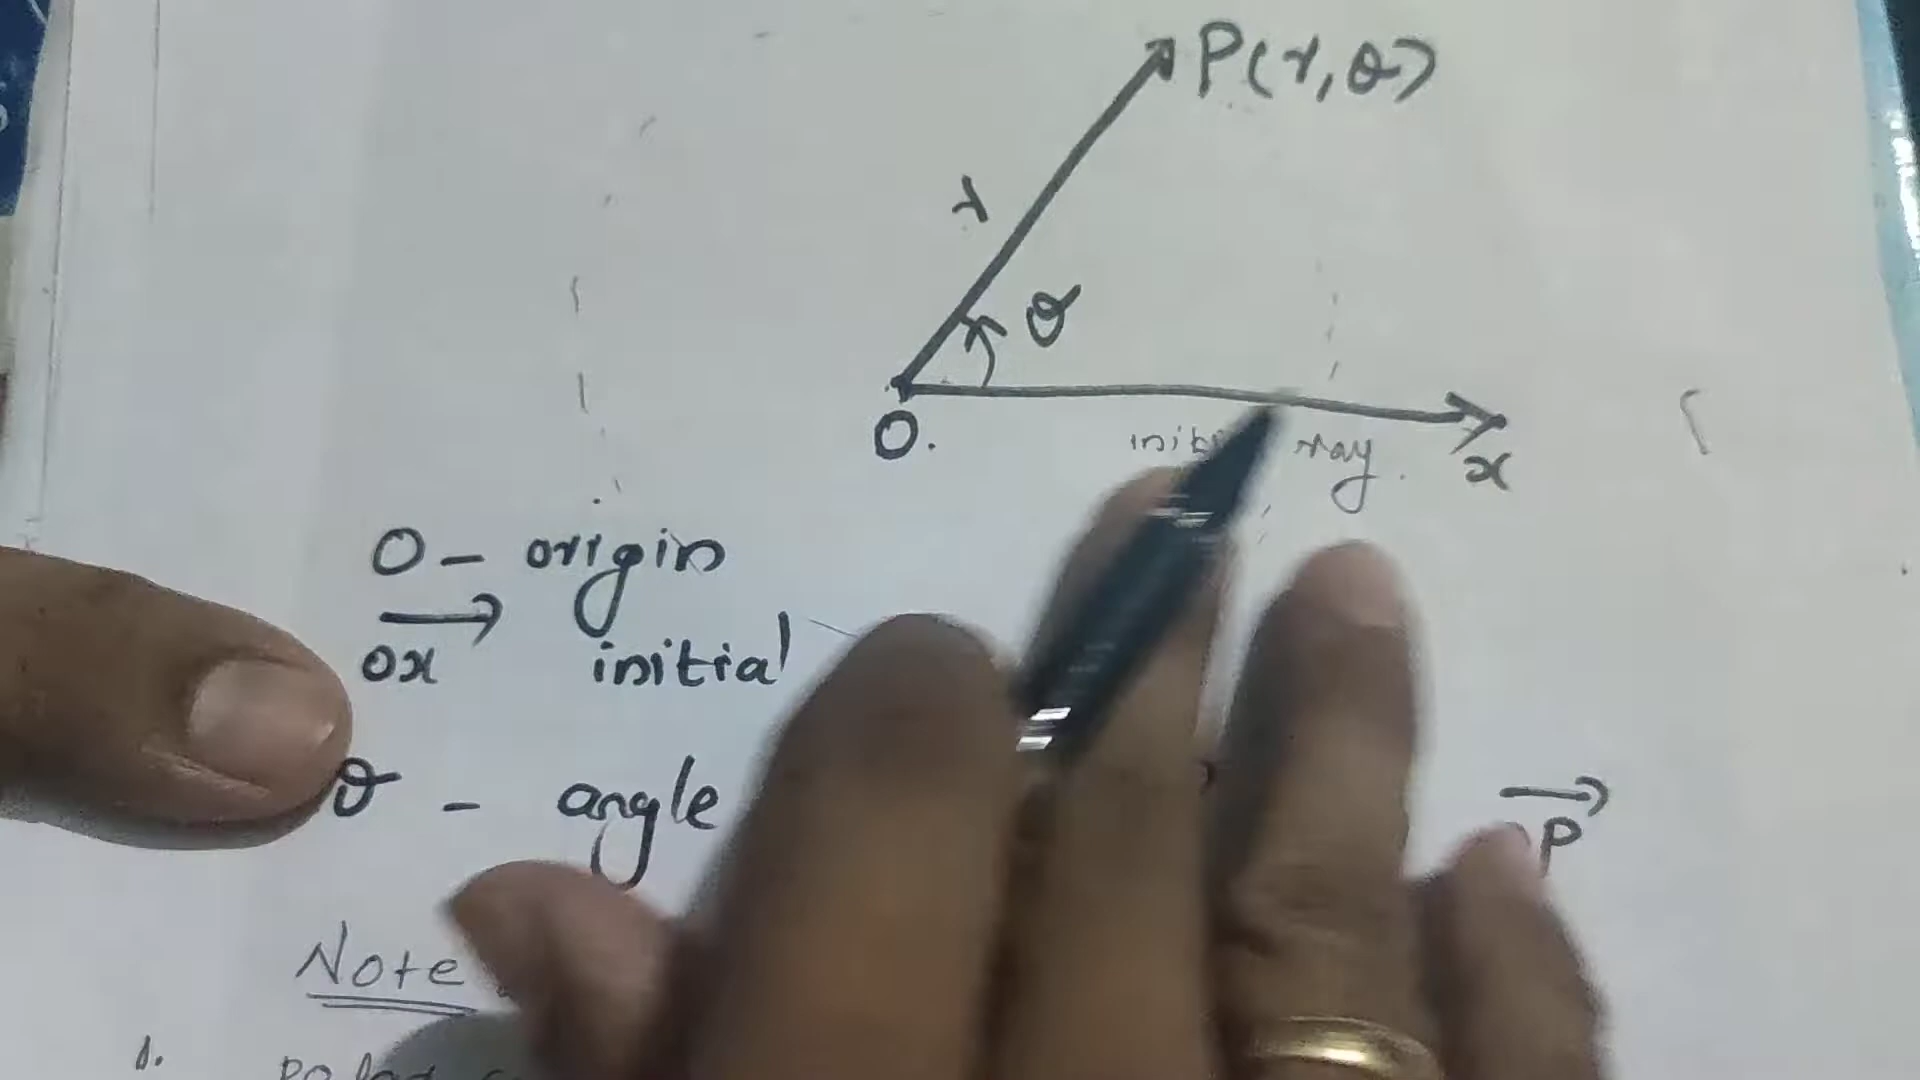 P(r, θ)
r
θ
O.
ray.
x
O - origin
ox initial
θ - angle
P
Note
1.